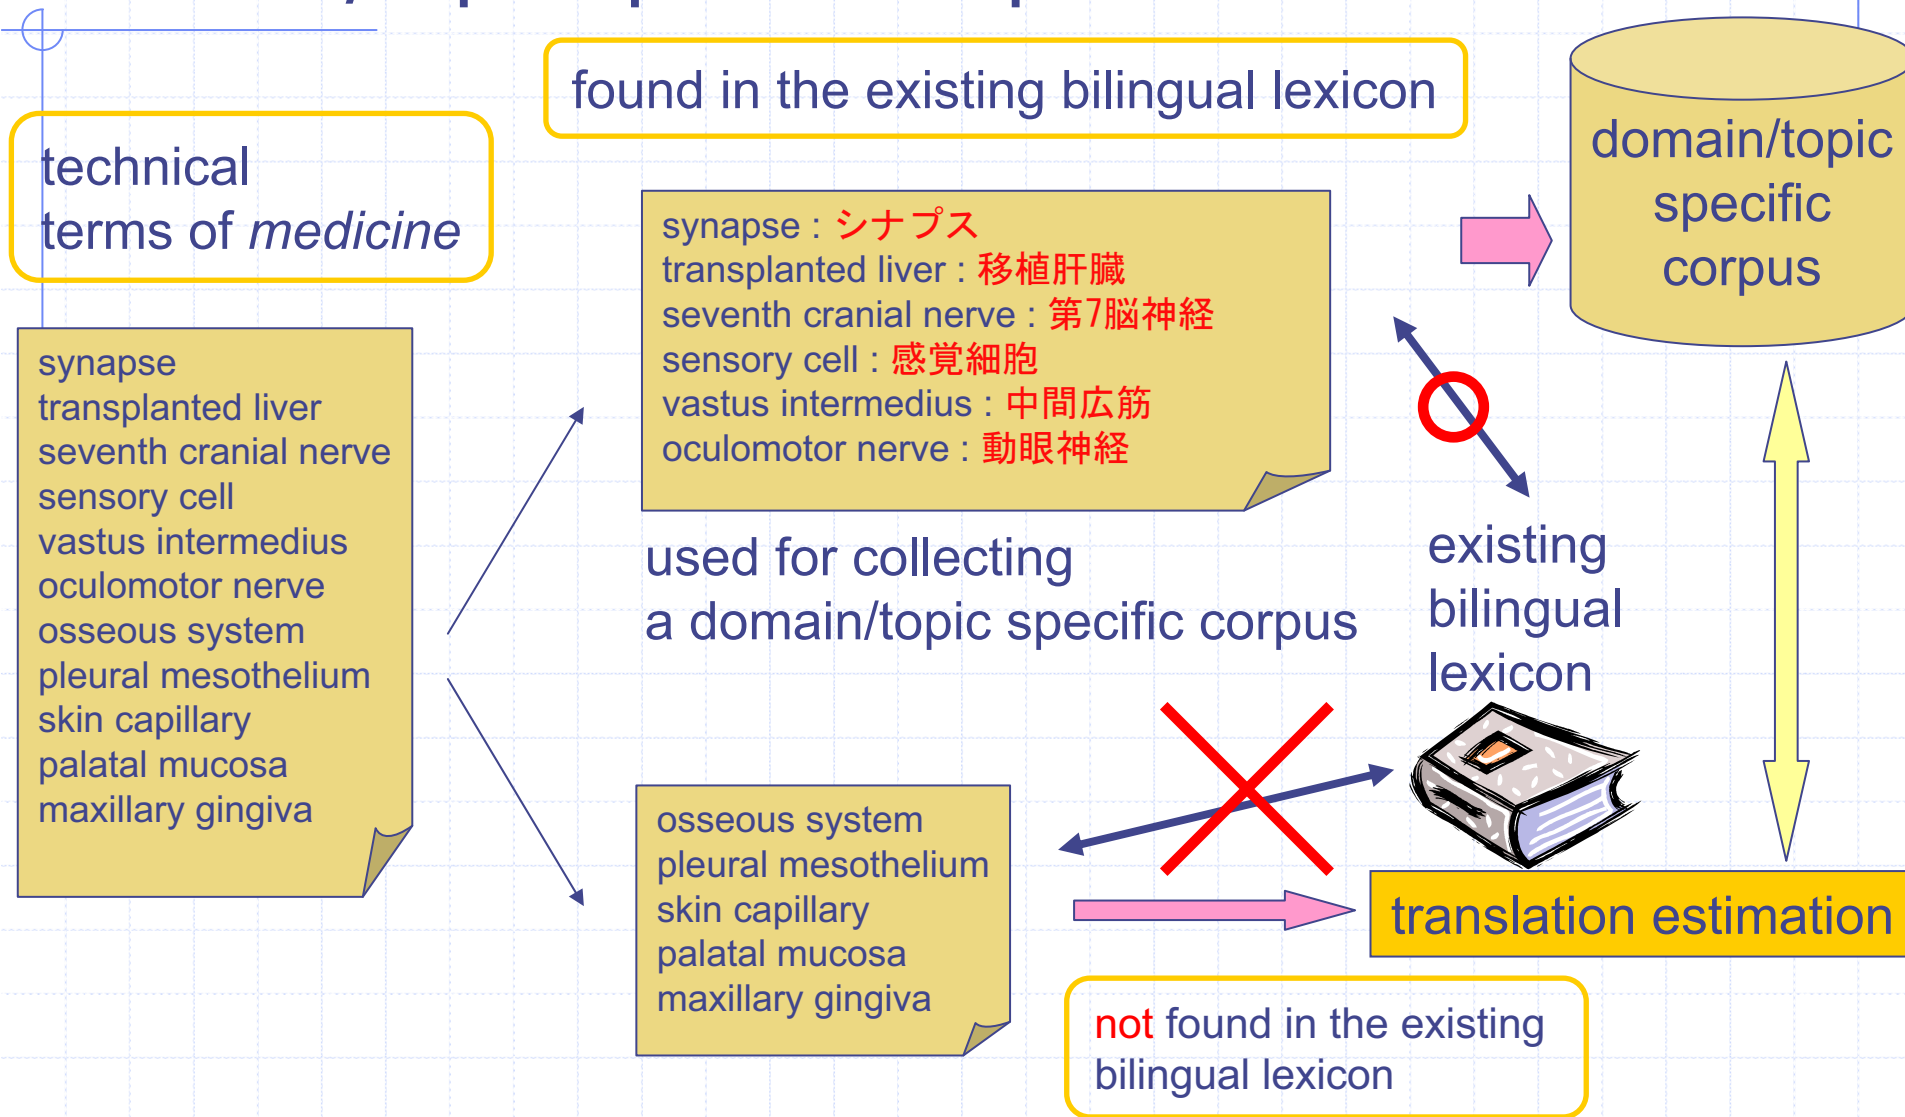 found in the existing bilingual lexicon
technical
terms of medicine
domain/topic
specific
corpus
synapse : シナプス
transplanted liver : 移植肝臓
seventh cranial nerve : 第7脳神経
sensory cell : 感覚細胞
vastus intermedius : 中間広筋
oculomotor nerve : 動眼神経
synapse
transplanted liver
seventh cranial nerve
sensory cell
vastus intermedius
oculomotor nerve
osseous system
pleural mesothelium
skin capillary
palatal mucosa
maxillary gingiva
used for collecting
a domain/topic specific corpus
existing
bilingual
lexicon
osseous system
pleural mesothelium
skin capillary
palatal mucosa
maxillary gingiva
translation estimation
not found in the existing
bilingual lexicon